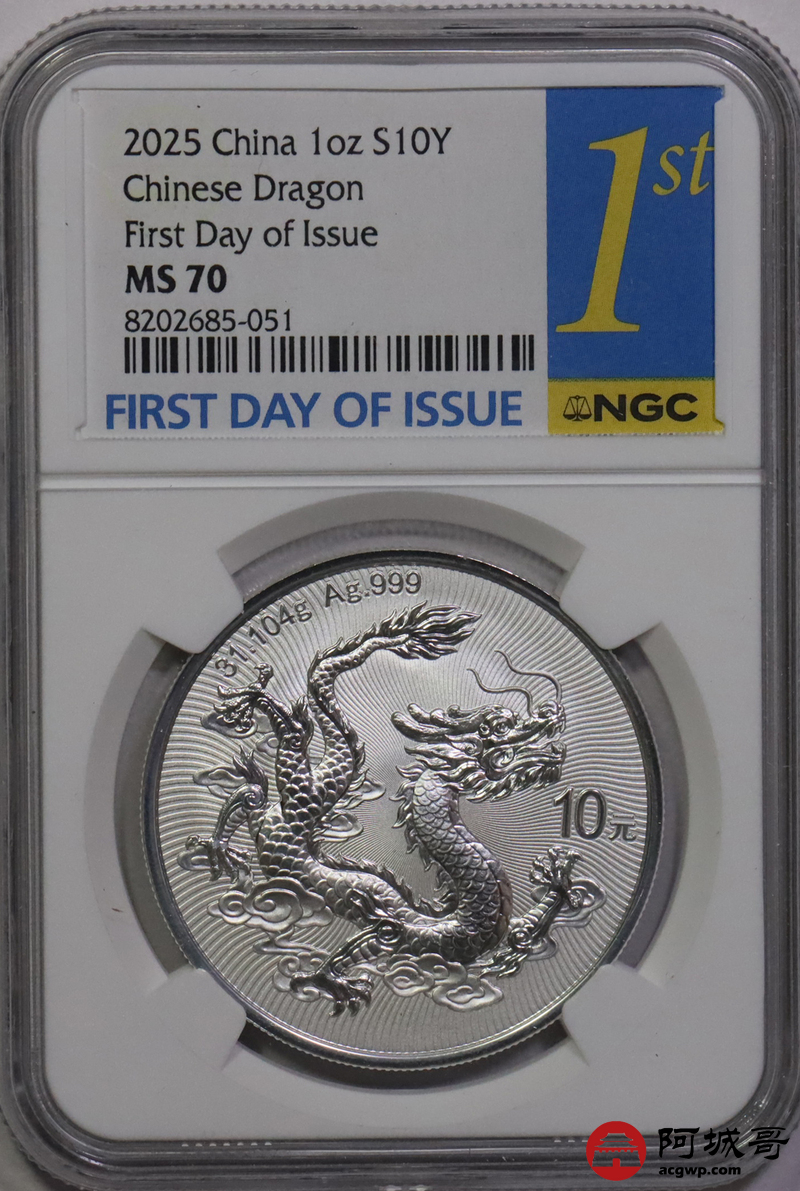 2025 China 1oz S10Y
Chinese Dragon
First Day of Issue
MS 70
8202685-051
FIRST DAY OF ISSUE
1st
NGC
31.104g Ag.999
10元
阿城哥
acgwp.com